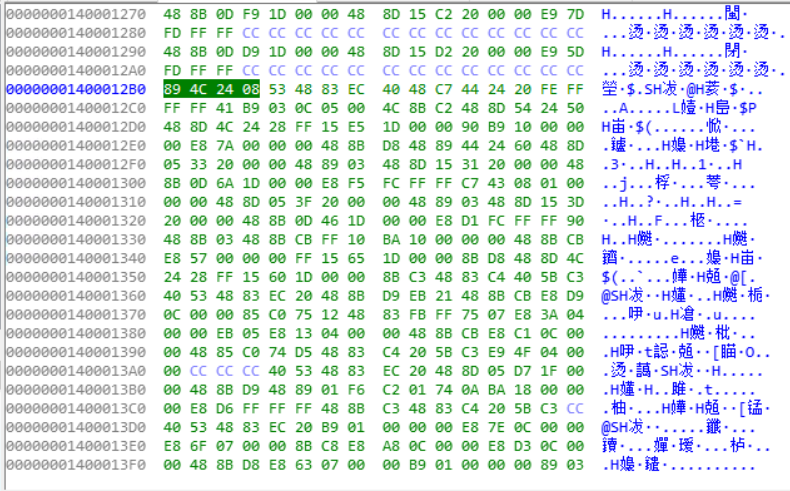 0000000140001270 48 8B 0D F9 1D 00 00 48 8D 15 C2 20 00 00 E9 7D H......H......閶·
0000000140001280 FD FF FF CC CC CC CC CC CC CC CC CC CC CC CC CC ...烫·烫·烫·烫·烫·烫·.
0000000140001290 48 8B 0D D9 1D 00 00 48 8D 15 D2 20 00 00 E9 5D H......H......閉·
00000001400012A0 FD FF FF CC CC CC CC CC CC CC CC CC CC CC CC CC ...烫·烫·烫·烫·烫·烫·.
00000001400012B0 89 4C 24 08 53 48 83 EC 40 48 C7 44 24 20 FE FF $.SH冹·@H荄·$·..
00000001400012C0 FF FF 41 B9 03 0C 05 00 4C 8B C2 48 8D 54 24 50 ..A.....L嬄·H峊·$P
00000001400012D0 48 8D 4C 24 28 FF 15 E5 1D 00 00 90 B9 10 00 00 H峀·$(......惞·...
00000001400012E0 00 E8 7A 00 00 00 48 8B D8 48 89 44 24 60 48 8D .鑪·...H嬝·H塂·$`H.
00000001400012F0 05 33 20 00 00 48 89 03 48 8D 15 31 20 00 00 48 .3·..H..H..1·..H
0000000140001300 8B 0D 6A 1D 00 00 E8 F5 FC FF FF C7 43 08 01 00 ..j...
0000000140001310 00 00 48 8D 05 3F 20 00 00 48 89 03 48 8D 15 3D ..H..?·..H..H..=
0000000140001320 20 00 00 48 8B 0D 46 1D 00 00 E8 D1 FC FF FF 90 ·..H..F...
0000000140001330 48 8B 03 48 8B CB FF 10 BA 10 00 00 00 48 8B CB H..H嬎·.......H嬎·
0000000140001340 E8 57 00 00 00 FF 15 65 1D 00 00 8B D8 48 8D 4C .....e...嬝·H峀·
0000000140001350 24 28 FF 15 60 1D 00 00 8B C3 48 83 C4 40 5B C3 $(..`...嬅·H兡·@[.
0000000140001360 40 53 48 83 EC 20 48 8B D9 EB 21 48 8B CB E8 D9 @SH冹··H嬞·..H嬎·栀·
0000000140001370 0C 00 00 85 C0 75 12 48 83 FB FF 75 07 E8 3A 04 ...吚·u.H凔·.u....
0000000140001380 00 00 EB 05 E8 13 04 00 00 48 8B CB E8 C1 0C 00 .........H嬎·枇·..
0000000140001390 00 48 85 C0 74 D5 48 83 C4 20 5B C3 E9 4F 04 00 .H吚·t誋·兡··[瞄·O..
00000001400013A0 00 CC CC CC 40 53 48 83 EC 20 48 8D 05 D7 1F 00 .烫·藹·SH冹··H.....
00000001400013B0 00 48 8B D9 48 89 01 F6 C2 01 74 0A BA 18 00 00 .H嬞·H..雎·.t.....
00000001400013C0 00 E8 D6 FF FF FF 48 8B C3 48 83 C4 20 5B C3 CC .柚·...H嬅·H兡··[锰·
00000001400013D0 40 53 48 83 EC 20 B9 01 00 00 00 E8 7E 0C 00 00 @SH冹··.....鑯·...
00000001400013E0 E8 6F 07 00 00 8B C8 E8 A8 0C 00 00 E8 D3 0C 00
00000001400013F0 00 48 8B D8 E8 63 07 00 00 B9 01 00 00 00 89 03 .H嬝·鑓·..........